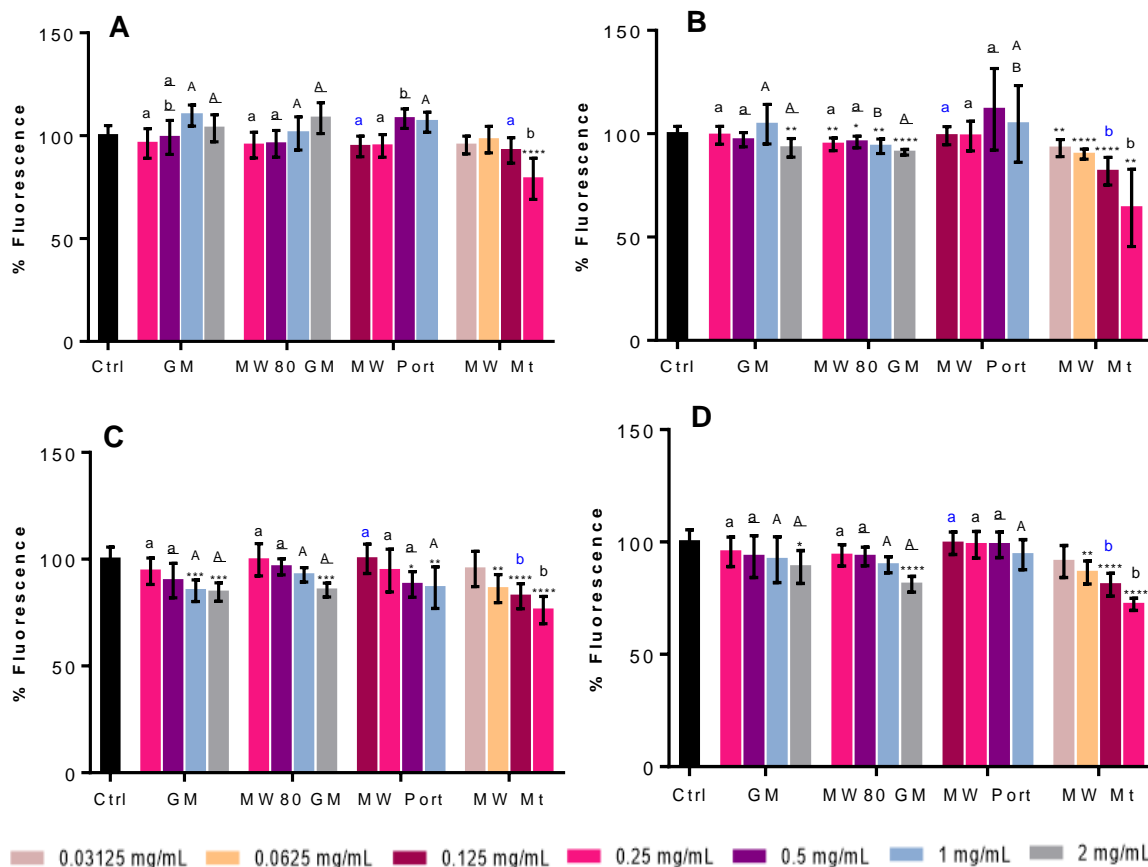 A
% Fluorescence
150
100
50
0
a
a
b
A
A
a
a
A
A
a
a
b
A
a
b
****
Ctrl
GM
MW 80 GM
MW Port
MW Mt
B
% Fluorescence
150
100
50
0
a
a
A
A
**
a
**
a
*
B
**
A
****
a
a
a
A
B
**
****
b
****
b
**
Ctrl
GM
MW 80 GM
MW Port
MW Mt
C
% Fluorescence
150
100
50
0
a
a
A
***
A
***
a
a
A
A
***
a
a
a
*
A
**
**
b
****
b
****
Ctrl
GM
MW 80 GM
MW Port
MW Mt
D
% Fluorescence
150
100
50
0
a
a
A
A
*
a
a
A
A
****
a
a
a
A
**
b
****
b
****
Ctrl
GM
MW 80 GM
MW Port
MW Mt
0.03125 mg/mL 0.0625 mg/mL 0.125 mg/mL 0.25 mg/mL 0.5 mg/mL 1 mg/mL 2 mg/mL